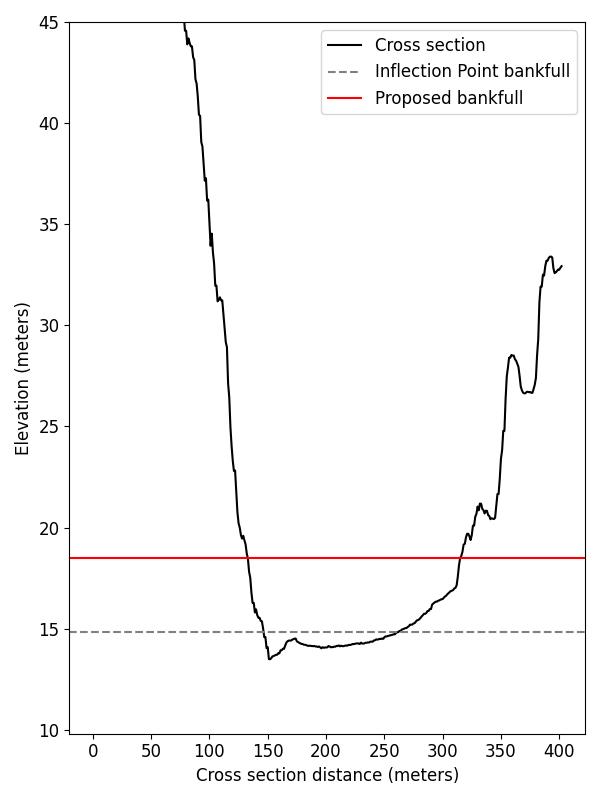 45
40
35
30
25
20
15
10
Elevation (meters)
Cross section
Inflection Point bankfull
Proposed bankfull
0 50 100 150 200 250 300 350 400
Cross section distance (meters)